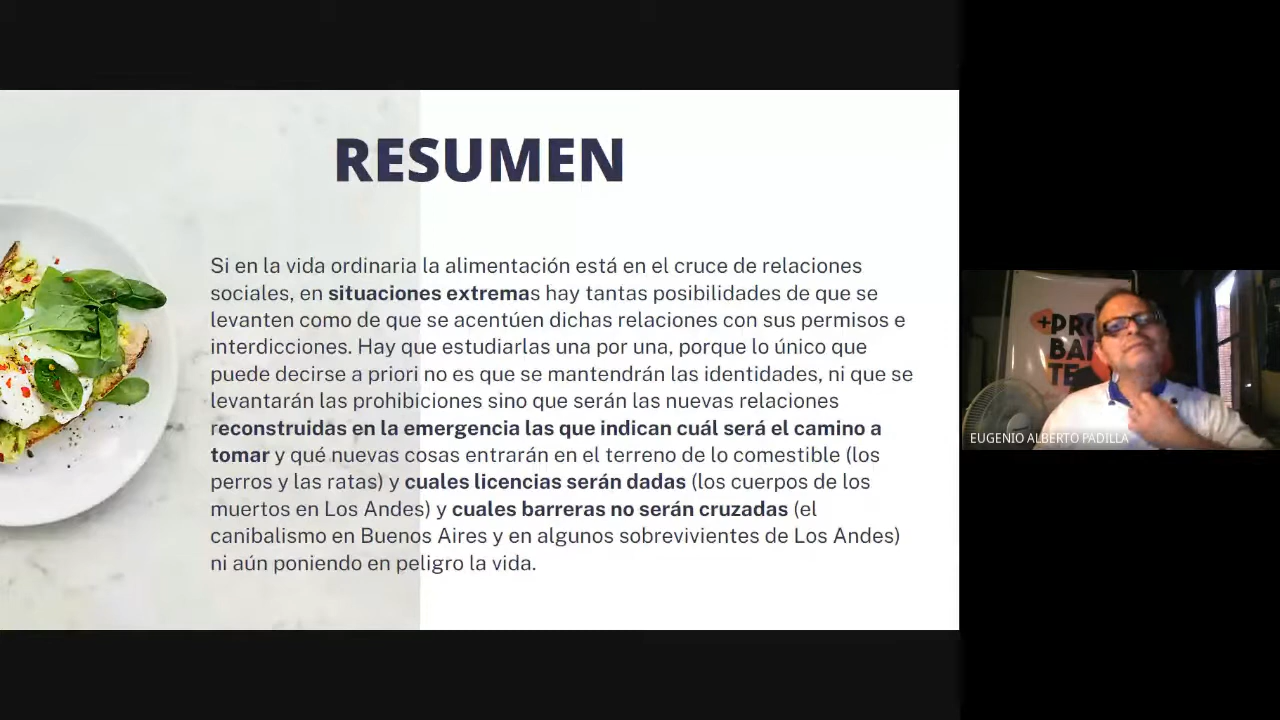 RESUMEN
Si en la vida ordinaria la alimentación está en el cruce de relaciones
sociales, en situaciones extremas hay tantas posibilidades de que se
levanten como de que se acentúen dichas relaciones con sus permisos e
interdicciones. Hay que estudiarlas una por una, porque lo único que
puede decirse a priori no es que se mantendrán las identidades, ni que se
levantarán las prohibiciones sino que serán las nuevas relaciones
reconstruidas en la emergencia las que indican cuál será el camino a
tomar y qué nuevas cosas entrarán en el terreno de lo comestible (los
perros y las ratas) y cuales licencias serán dadas (los cuerpos de los
muertos en Los Andes) y cuales barreras no serán cruzadas (el
canibalismo en Buenos Aires y en algunos sobrevivientes de Los Andes)
ni aún poniendo en peligro la vida.
+PRO
BA
TE
EUGENIO ALBERTO PADILLA